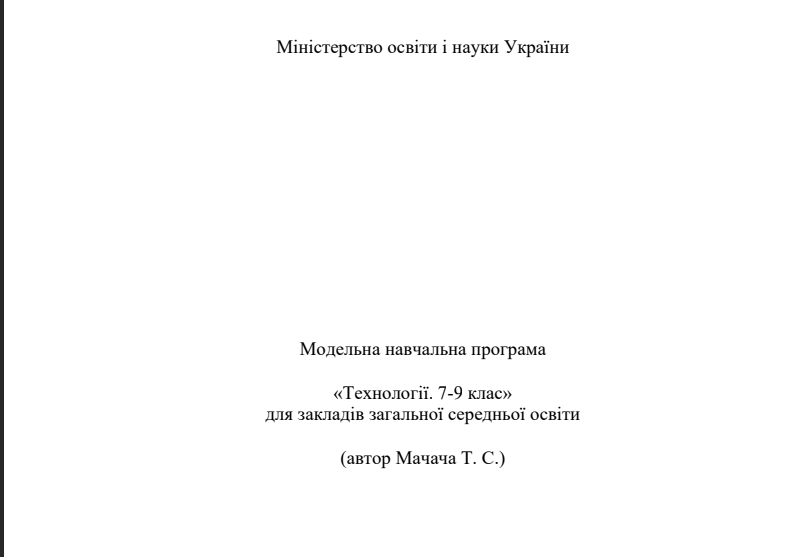 Міністерство освіти і науки України
Модельна навчальна програма
«Технології. 7-9 клас»
для закладів загальної середньої освіти
(автор Мачача Т. С.)